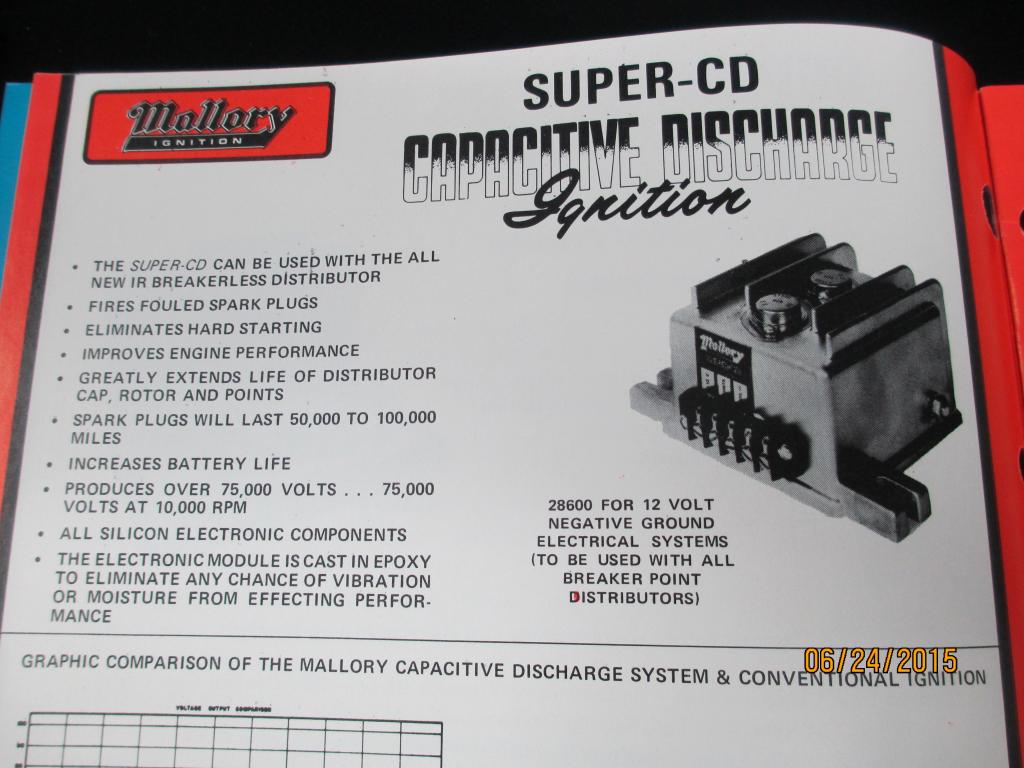 Mallory
IGNITION
SUPER-CD
CAPACITIVE DISCHARGE
Ignition
• THE SUPER-CD CAN BE USED WITH THE ALL
NEW IR BREAKERLESS DISTRIBUTOR
• FIRES FOULED SPARK PLUGS
• ELIMINATES HARD STARTING
• IMPROVES ENGINE PERFORMANCE
• GREATLY EXTENDS LIFE OF DISTRIBUTOR
CAP, ROTOR AND POINTS
• SPARK PLUGS WILL LAST 50,000 TO 100,000
MILES
• INCREASES BATTERY LIFE
• PRODUCES OVER 75,000 VOLTS . . . 75,000
VOLTS AT 10,000 RPM
• ALL SILICON ELECTRONIC COMPONENTS
• THE ELECTRONIC MODULE IS CAST IN EPOXY
TO ELIMINATE ANY CHANCE OF VIBRATION
OR MOISTURE FROM EFFECTING PERFOR-
MANCE
Mallory
28600 FOR 12 VOLT
NEGATIVE GROUND
ELECTRICAL SYSTEMS
(TO BE USED WITH ALL
BREAKER POINT
DISTRIBUTORS)
06/24/2015
GRAPHIC COMPARISON OF THE MALLORY CAPACITIVE DISCHARGE SYSTEM & CONVENTIONAL IGNITION
VOLTAGE OUTPUT COMPARISON